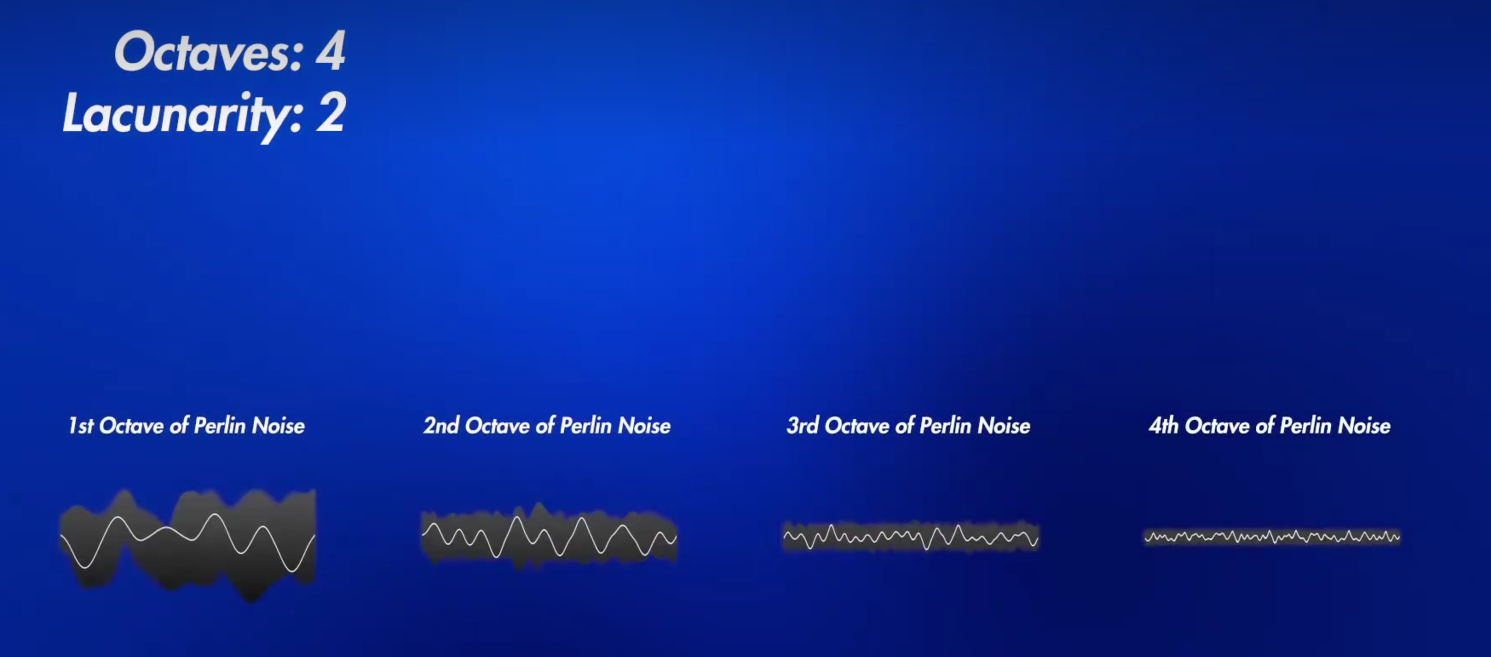 Octaves: 4
Lacunarity: 2
1st Octave of Perlin Noise
2nd Octave of Perlin Noise
3rd Octave of Perlin Noise
4th Octave of Perlin Noise